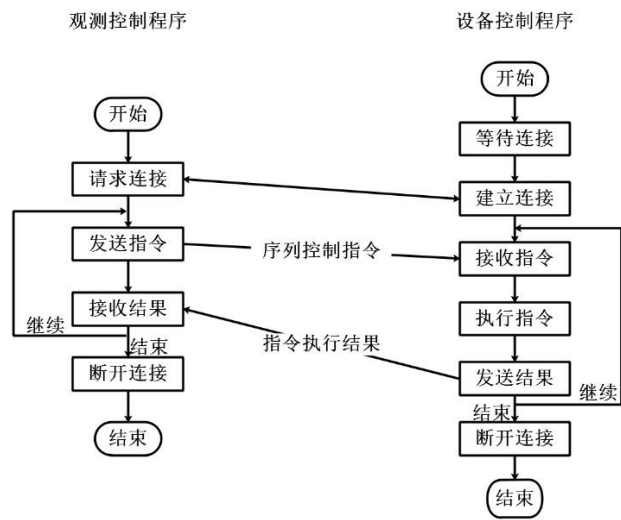 观测控制程序
设备控制程序
开始
请求连接
发送指令
接收结果
继续
结束
断开连接
结束
序列控制指令
指令执行结果
开始
等待连接
建立连接
接收指令
执行指令
发送结果
继续
结束
断开连接
结束